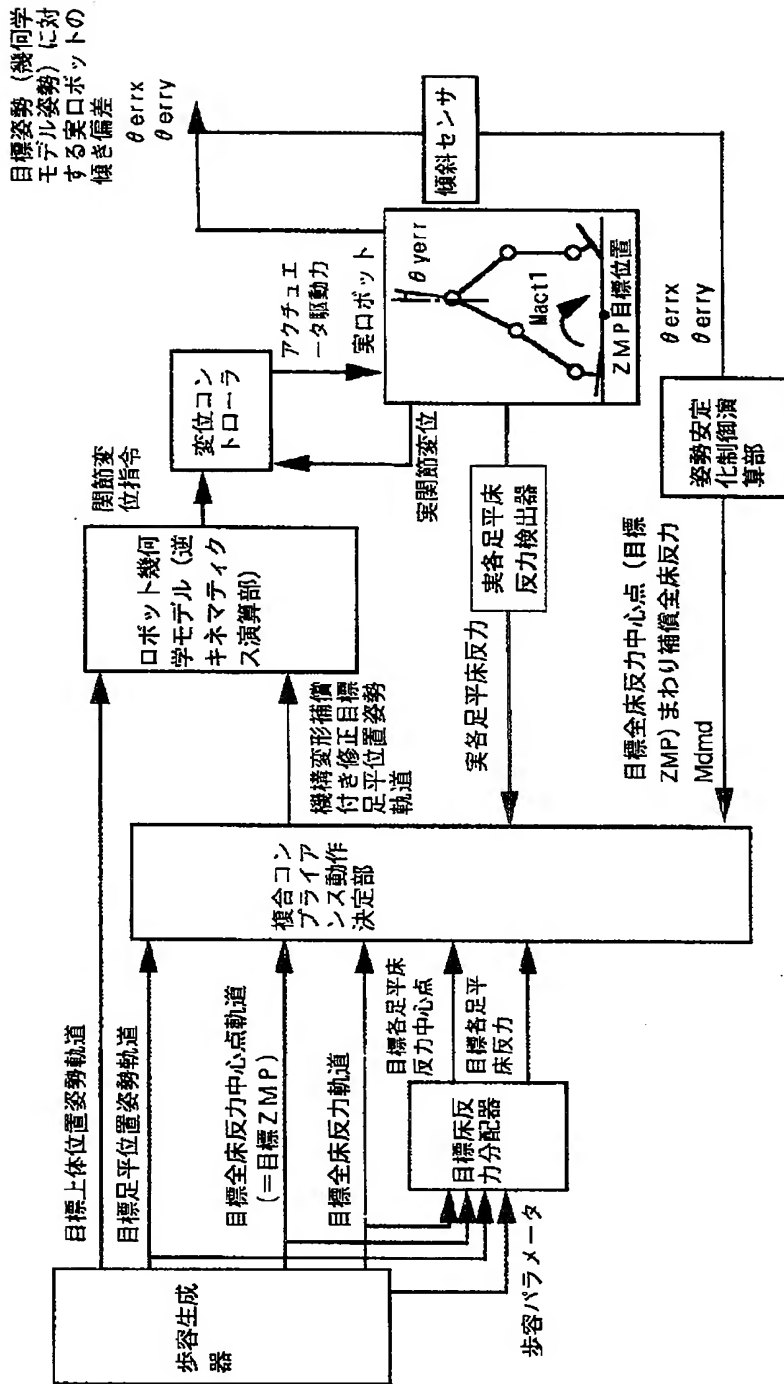 歩容生成
器
目標上体位置姿勢軌道
目標足平位置姿勢軌道
目標全床反力中心点軌道
(=目標ZMP)
目標全床反力軌道
歩容パラメータ
目標床反
力分配器
目標各足平床
反力中心点
目標各足平
床反力
複合コン
プライア
ンス動作
決定部
機構変形補償
付き修正目標
足平位置姿勢
軌道
ロボット幾何
学モデル(逆
キネマティク
ス演算部)
関節変
位指令
変位コン
トローラ
アクチュエ
ータ駆動力
実関節変位
実ロボット
θyerr
Mact1
ZMP目標位置
実各足平床
反力検出器
実各足平床反力
目標姿勢(幾何学
モデル姿勢)に対
する実ロボットの
傾き偏差
θerrx
θerry
傾斜センサ
θerrx
θerry
姿勢安定
化制御演
算部
目標全床反力中心点(目標
ZMP)まわり補償全床反力
Mdmd